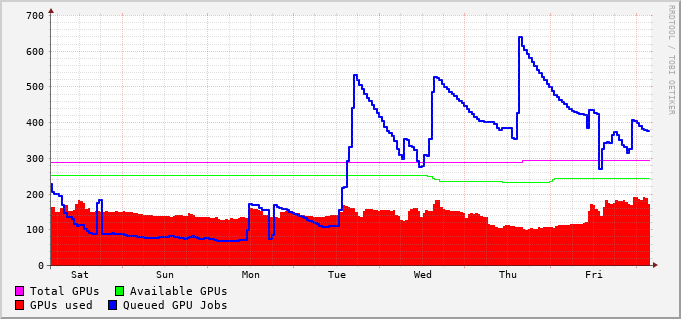 700
600
500
400
300
200
100
0
Sat Sun Mon Tue Wed Thu Fri
Total GPUs Available GPUs
GPUs used Queued GPU Jobs
RRDTOOL / TOBI OETIKER